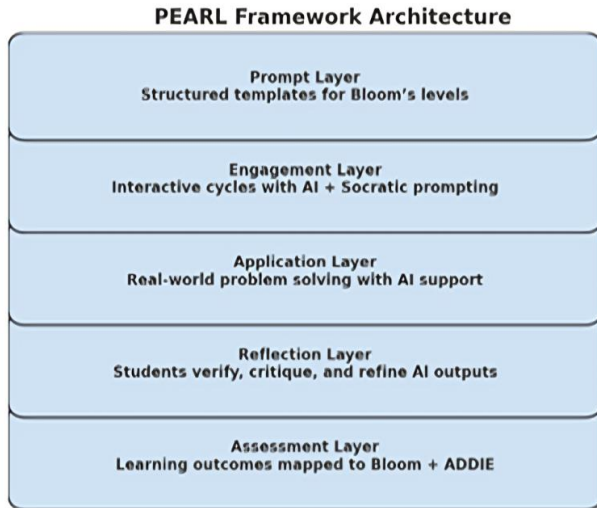 PEARL Framework Architecture
Prompt Layer
Structured templates for Bloom's levels
Engagement Layer
Interactive cycles with AI + Socratic prompting
Application Layer
Real-world problem solving with AI support
Reflection Layer
Students verify, critique, and refine AI outputs
Assessment Layer
Learning outcomes mapped to Bloom + ADDIE